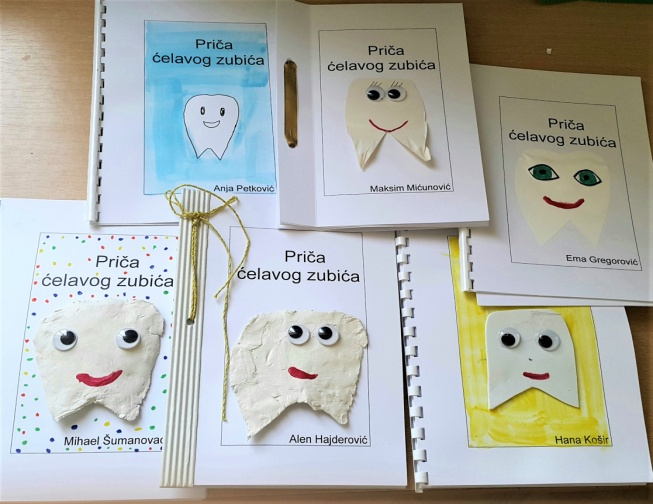 Priča
ćelavog zubića
Anja Petković
Priča
ćelavog zubića
Maksim Mićunović
Priča
ćelavog zubića
Ema Gregorović
Priča
ćelavog zubića
Mihael Šumanovac
Priča
ćelavog zubića
Alen Hajderović
Hana Košir